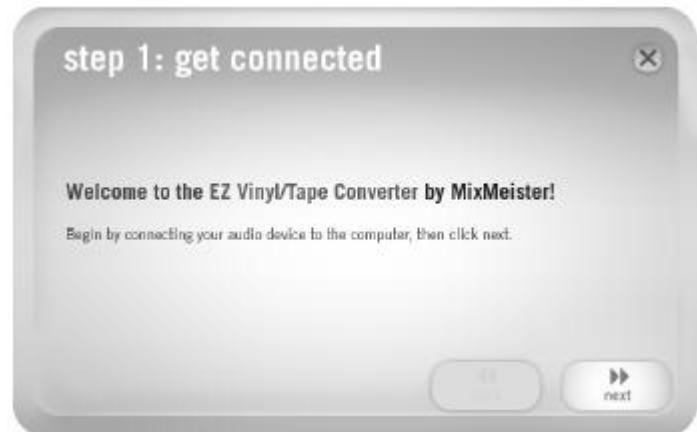 step 1: get connected
Welcome to the EZ Vinyl/Tape Converter by MixMeister!
Begin by connecting your audio device to the computer, then click next.
next